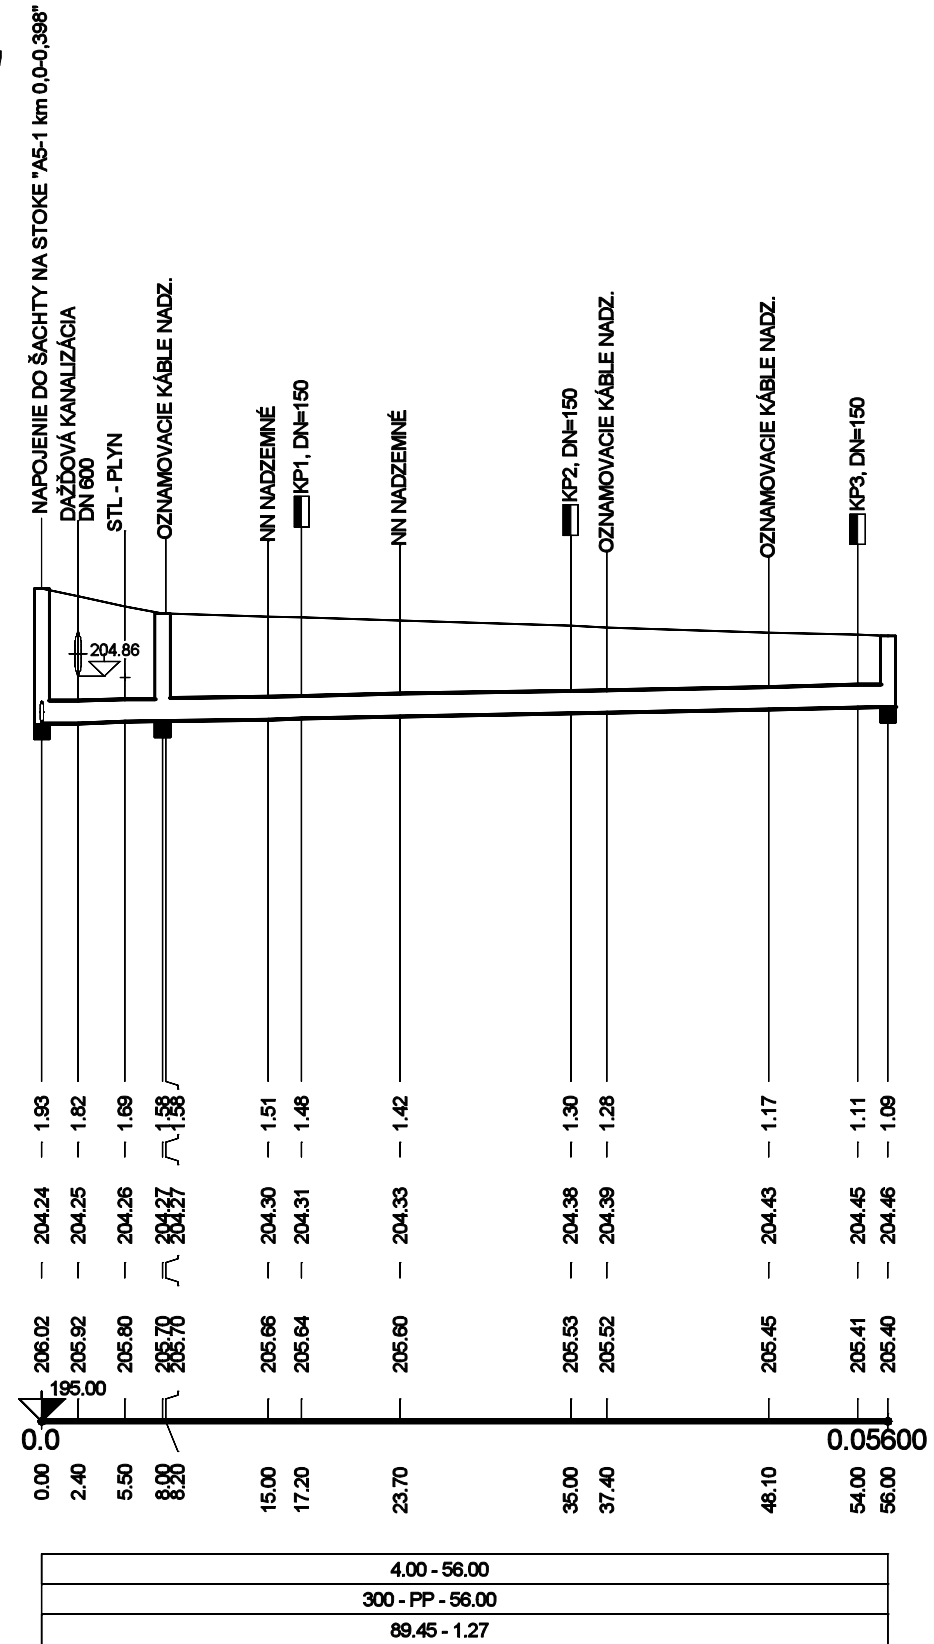 NAPOJENIE DO ŠACHTY NA STOKE "A5-1 km 0,0-0,398"
DAŽĎOVÁ KANALIZÁCIA
DN 600
STL - PLYN
OZNAMOVACIE KÁBLE NADZ.
NN NADZEMNÉ
KP1, DN=150
NN NADZEMNÉ
KP2, DN=150
OZNAMOVACIE KÁBLE NADZ.
OZNAMOVACIE KÁBLE NADZ.
KP3, DN=150
204.86
1.93 1.82 1.69 1.58 1.58 1.51 1.48 1.42 1.30 1.28 1.17 1.11 1.09
204.24 204.25 204.26 204.27 204.27 204.30 204.31 204.33 204.38 204.39 204.43 204.45 204.46
206.02 205.92 205.80 205.70 205.70 205.66 205.64 205.60 205.53 205.52 205.45 205.41 205.40
195.00
0.0 0.05600
0.00 2.40 5.50 8.00 8.20 15.00 17.20 23.70 35.00 37.40 48.10 54.00 56.00
4.00 - 56.00
300 - PP - 56.00
89.45 - 1.27